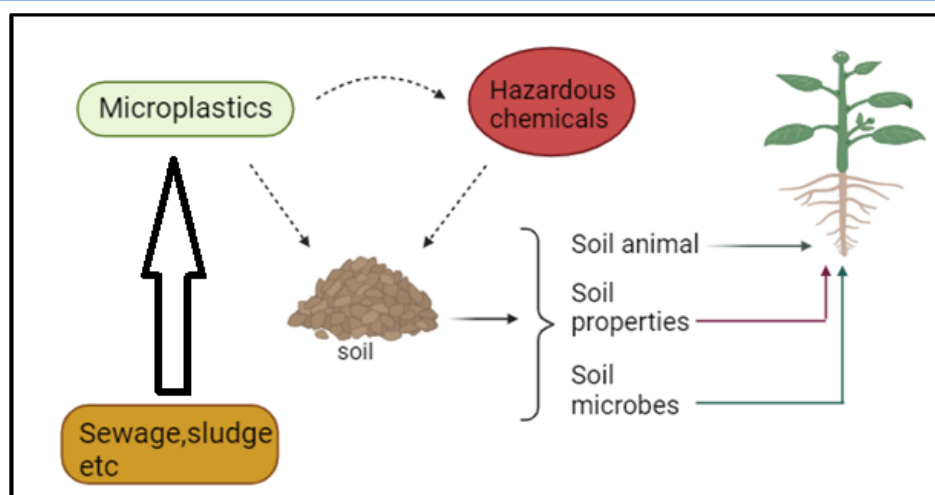 Microplastics
Hazardous
chemicals
Soil animal
Soil
properties
soil
Soil
microbes
Sewage,sludge
etc